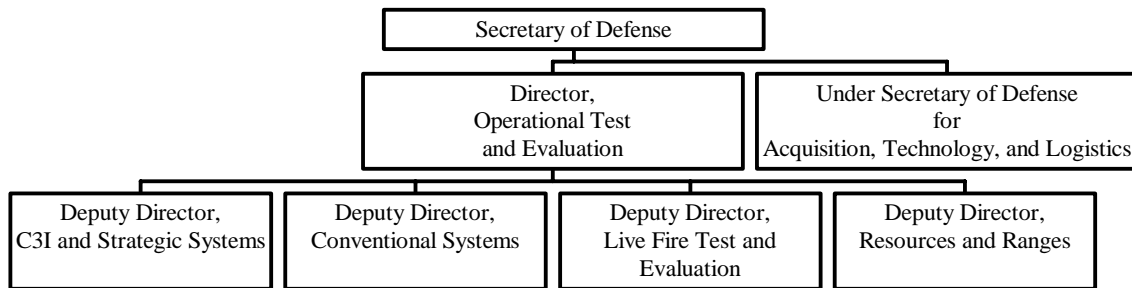 Secretary of Defense
Director,
Operational Test
and Evaluation
Under Secretary of Defense
for
Acquisition, Technology, and Logistics
Deputy Director,
C3I and Strategic Systems
Deputy Director,
Conventional Systems
Deputy Director,
Live Fire Test and
Evaluation
Deputy Director,
Resources and Ranges